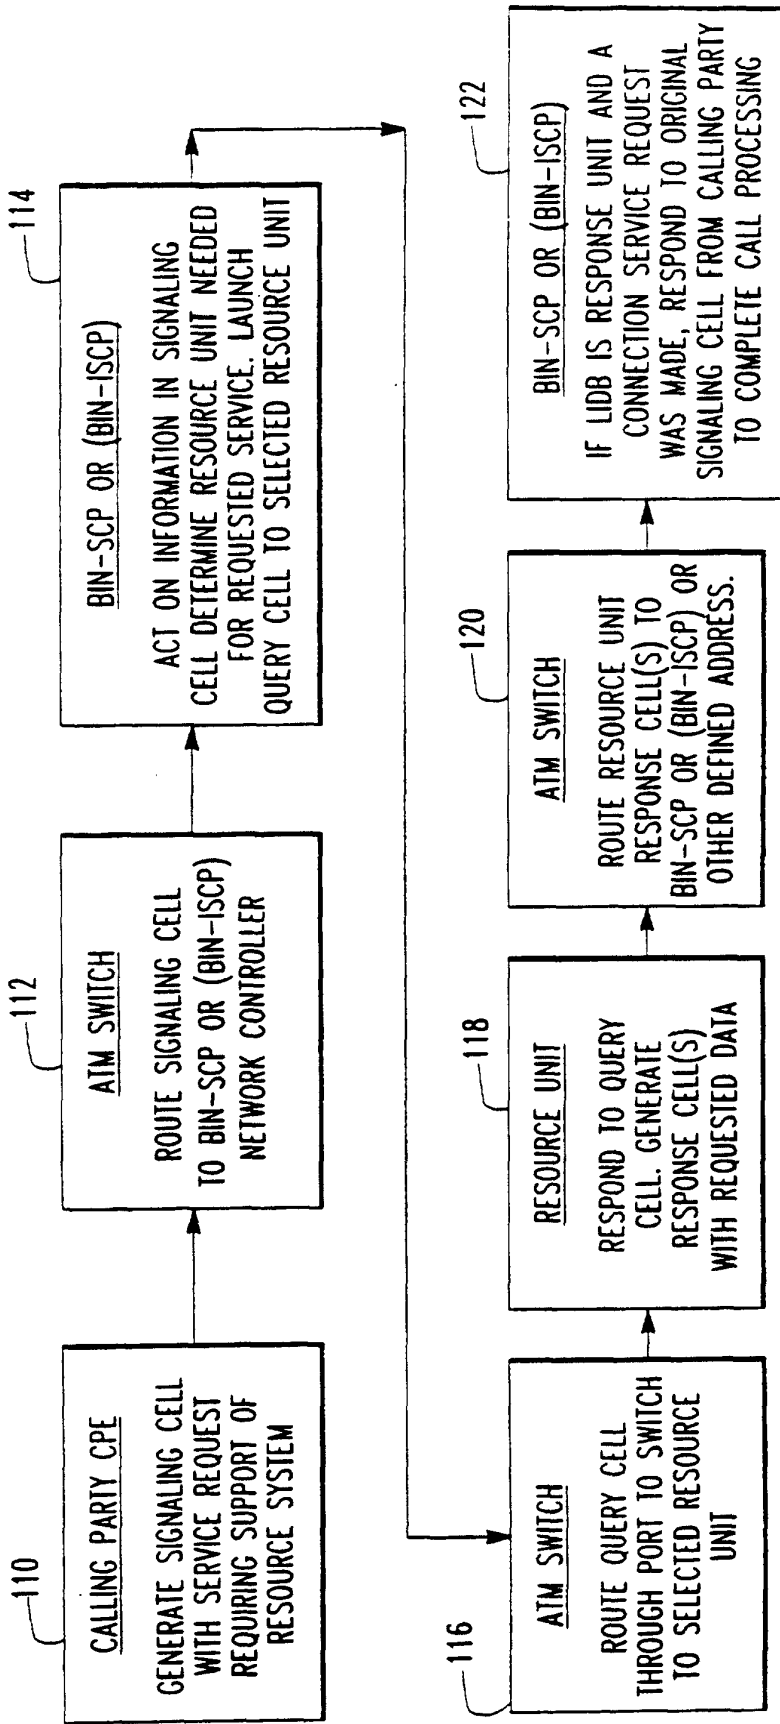 110
CALLING PARTY CPE
GENERATE SIGNALING CELL
WITH SERVICE REQUEST
REQUIRING SUPPORT OF
RESOURCE SYSTEM
112
ATM SWITCH
ROUTE SIGNALING CELL
TO BIN-SCP OR (BIN-ISCP)
NETWORK CONTROLLER
114
BIN-SCP OR (BIN-ISCP)
ACT ON INFORMATION IN SIGNALING
CELL DETERMINE RESOURCE UNIT NEEDED
FOR REQUESTED SERVICE. LAUNCH
QUERY CELL TO SELECTED RESOURCE UNIT
116
ATM SWITCH
ROUTE QUERY CELL
THROUGH PORT TO SWITCH
TO SELECTED RESOURCE
UNIT
118
RESOURCE UNIT
RESPOND TO QUERY
CELL. GENERATE
RESPONSE CELL(S)
WITH REQUESTED DATA
120
ATM SWITCH
ROUTE RESOURCE UNIT
RESPONSE CELL(S) TO
BIN-SCP OR (BIN-ISCP) OR
OTHER DEFINED ADDRESS.
122
BIN-SCP OR (BIN-ISCP)
IF LIDB IS RESPONSE UNIT AND A
CONNECTION SERVICE REQUEST
WAS MADE, RESPOND TO ORIGINAL
SIGNALING CELL FROM CALLING PARTY
TO COMPLETE CALL PROCESSING